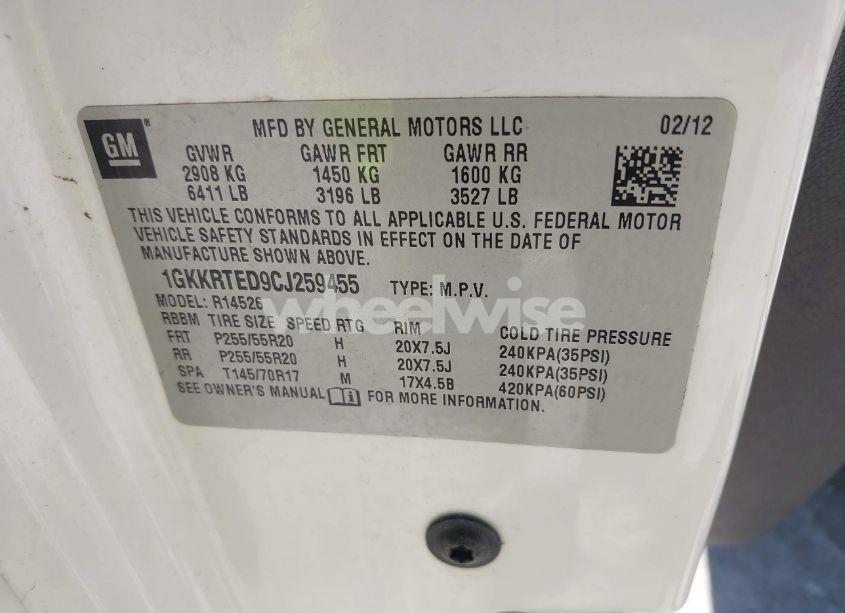 GM
MFD BY GENERAL MOTORS LLC 02/12
GVWR GAWR FRT GAWR RR
2908 KG 1450 KG 1600 KG
6411 LB 3196 LB 3527 LB
THIS VEHICLE CONFORMS TO ALL APPLICABLE U.S. FEDERAL MOTOR
VEHICLE SAFETY STANDARDS IN EFFECT ON THE DATE OF
MANUFACTURE SHOWN ABOVE.
1GKKRTED9CJ259455 TYPE: M.P.V.
MODEL: R14526
wheelwise
RBBM TIRE SIZE SPEED RTG RIM COLD TIRE PRESSURE
FRT P255/55R20 H 20X7.5J 240KPA(35PSI)
RR P255/55R20 H 20X7.5J 240KPA(35PSI)
SPA T145/70R17 M 17X4.5B 420KPA(60PSI)
SEE OWNER'S MANUAL FOR MORE INFORMATION.